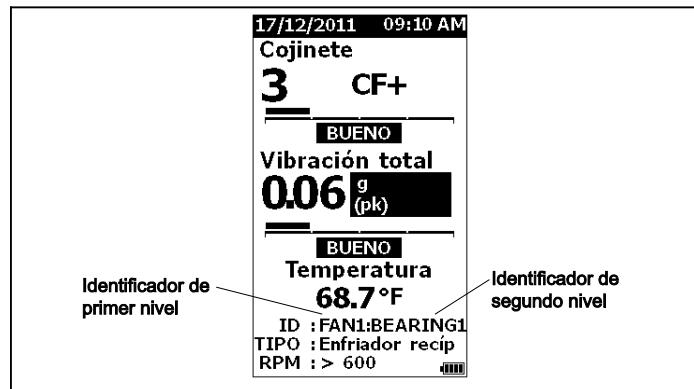 17/12/2011 09:10 AM
Cojinete
3 CF+
BUENO
Vibración total
0.06 g
(pk)
BUENO
Temperatura
68.7°F
Identificador de
primer nivel
Identificador de
segundo nivel
ID :FAN1:BEARING1
TIPO :Enfriador recíp
RPM :> 600